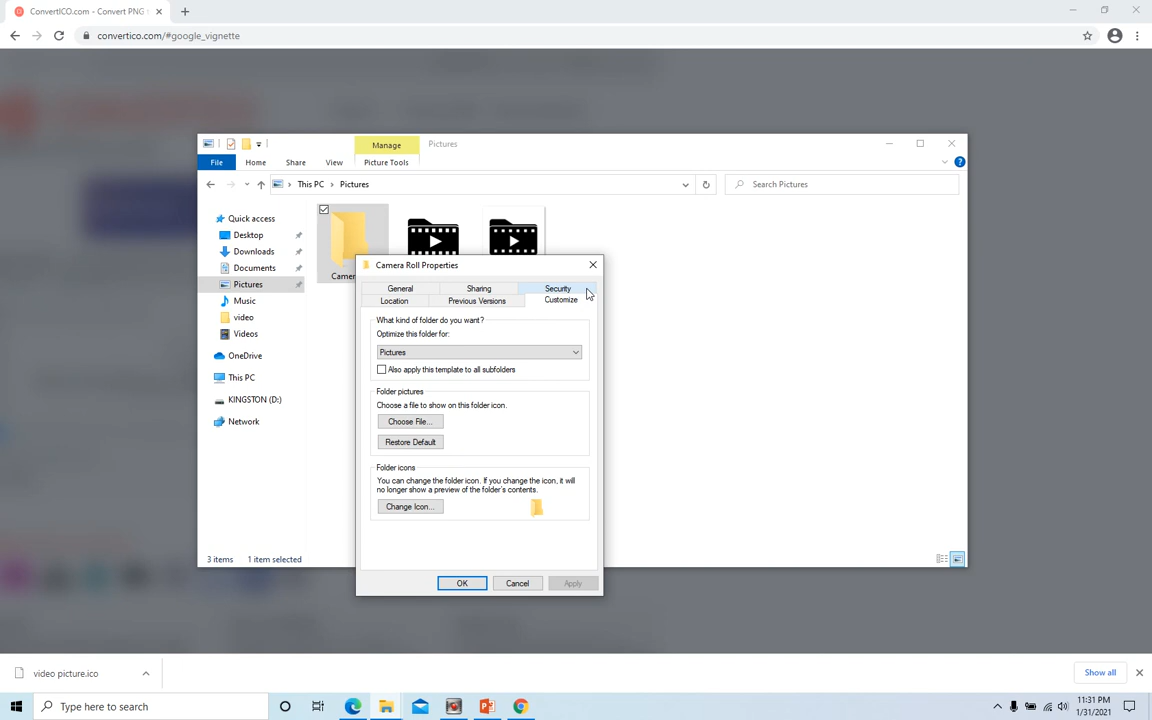 ConvertICO.com - Convert PNG
convertico.com/#google_vignette
Manage
Pictures
File
Home
Share
View
Picture Tools
This PC
Pictures
Search Pictures
Quick access
Desktop
Downloads
Documents
Pictures
Music
video
Videos
OneDrive
This PC
KINGSTON (D:)
Network
Camer
Camera Roll Properties
General
Sharing
Security
Location
Previous Versions
Customize
What kind of folder do you want?
Optimize this folder for:
Pictures
Also apply this template to all subfolders
Folder pictures
Choose a file to show on this folder icon.
Choose File...
Restore Default
Folder icons
You can change the folder icon. If you change the icon, it will
no longer show a preview of the folder's contents.
Change Icon...
OK
Cancel
Apply
3 items
1 item selected
video picture.ico
Show all
Type here to search
11:31 PM
1/31/2021